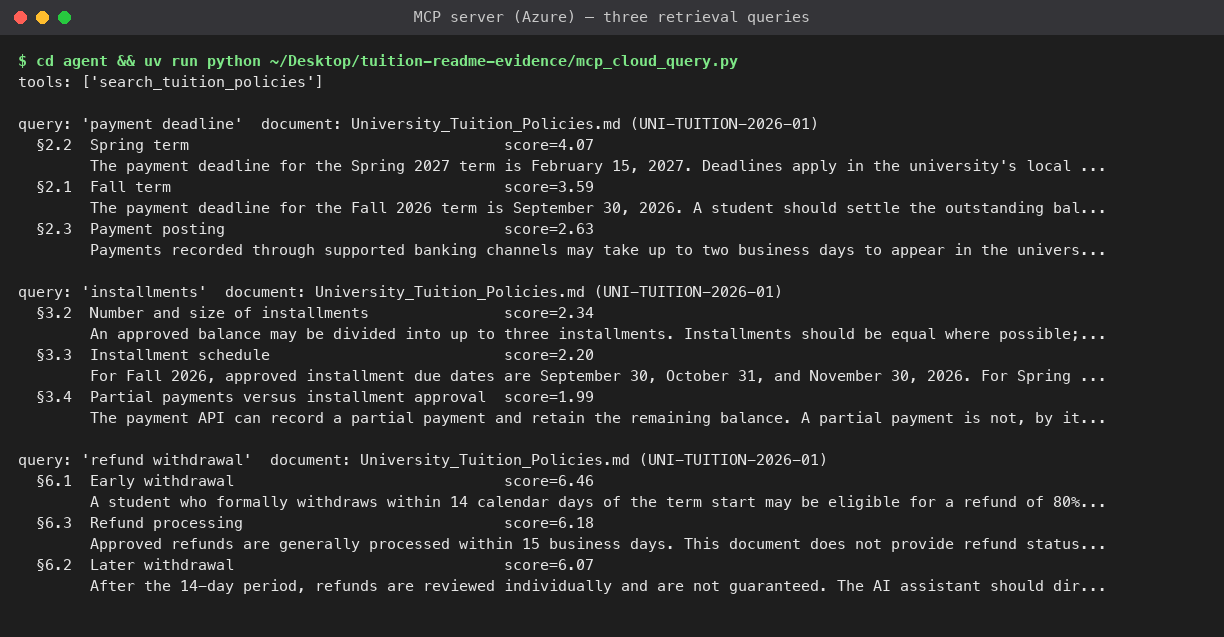 MCP server (Azure) — three retrieval queries
$ cd agent && uv run python ~/Desktop/tuition-readme-evidence/mcp_cloud_query.py
tools: ['search_tuition_policies']
query: 'payment deadline'  document: University_Tuition_Policies.md (UNI-TUITION-2026-01)
§2.2  Spring term                                   score=4.07
The payment deadline for the Spring 2027 term is February 15, 2027. Deadlines apply in the university's local ...
§2.1  Fall term                                     score=3.59
The payment deadline for the Fall 2026 term is September 30, 2026. A student should settle the outstanding bal...
§2.3  Payment posting                               score=2.63
Payments recorded through supported banking channels may take up to two business days to appear in the univers...
query: 'installments'  document: University_Tuition_Policies.md (UNI-TUITION-2026-01)
§3.2  Number and size of installments               score=2.34
An approved balance may be divided into up to three installments. Installments should be equal where possible;...
§3.3  Installment schedule                          score=2.20
For Fall 2026, approved installment due dates are September 30, October 31, and November 30, 2026. For Spring ...
§3.4  Partial payments versus installment approval  score=1.99
The payment API can record a partial payment and retain the remaining balance. A partial payment is not, by it...
query: 'refund withdrawal'  document: University_Tuition_Policies.md (UNI-TUITION-2026-01)
§6.1  Early withdrawal                              score=6.46
A student who formally withdraws within 14 calendar days of the term start may be eligible for a refund of 80%...
§6.3  Refund processing                             score=6.18
Approved refunds are generally processed within 15 business days. This document does not provide refund status...
§6.2  Later withdrawal                              score=6.07
After the 14-day period, refunds are reviewed individually and are not guaranteed. The AI assistant should dir...